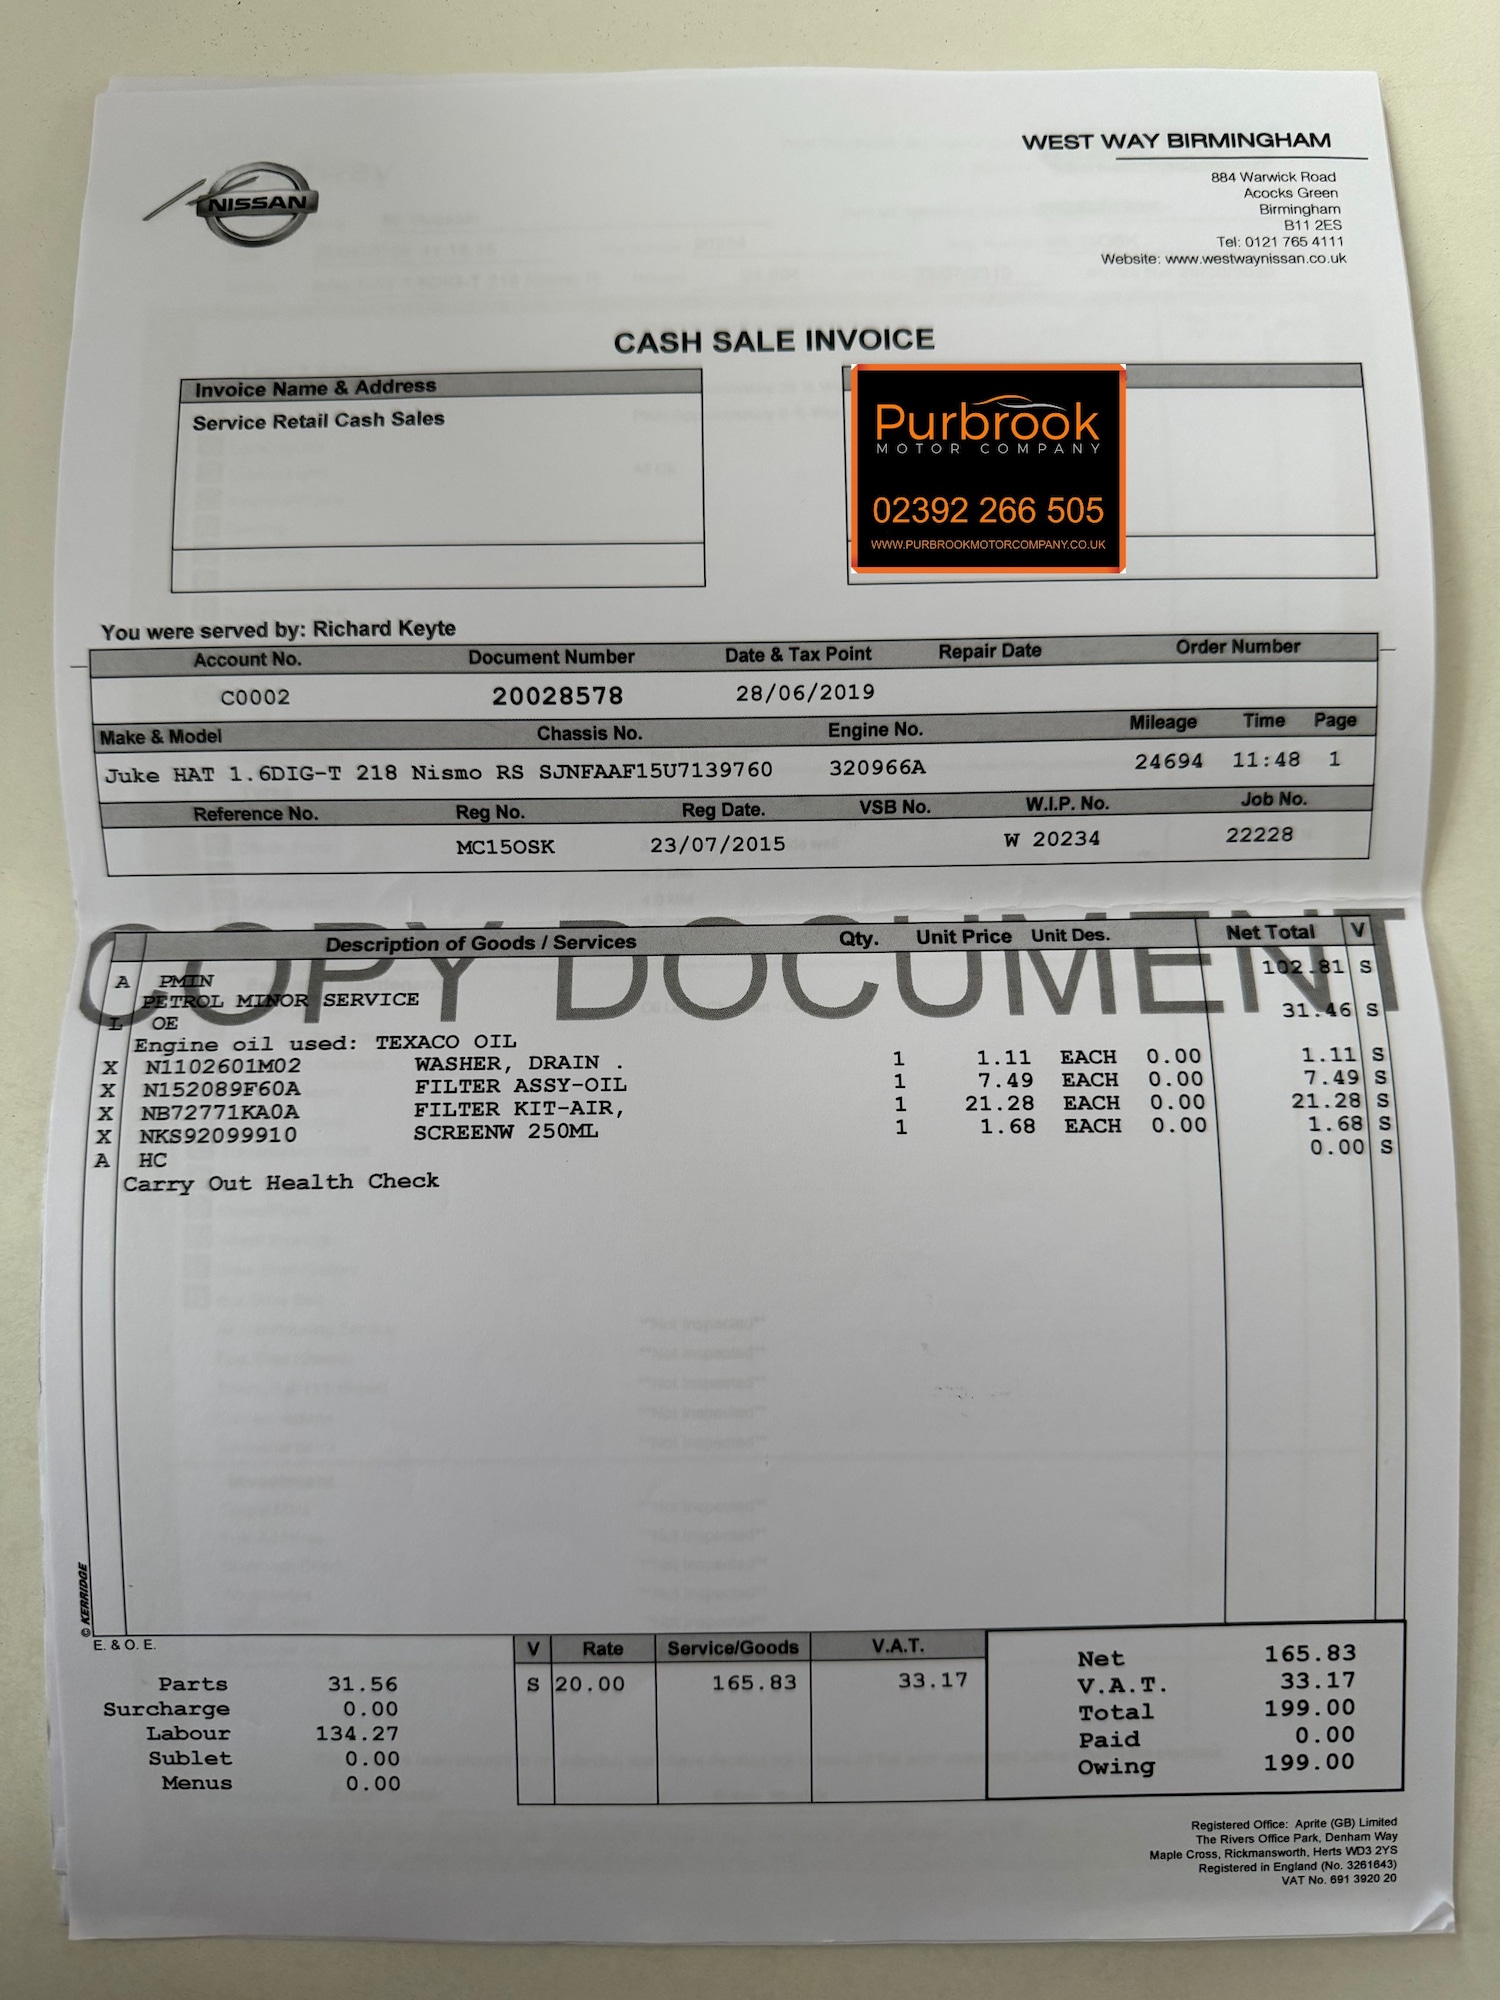 WEST WAY BIRMINGHAM
NISSAN
884 Warwick Road
Acocks Green
Birmingham
B11 2ES
Tel: 0121 765 4111
Website: www.westwaynissan.co.uk
CASH SALE INVOICE
Invoice Name & Address
Service Retail Cash Sales
Purbrook
MOTOR COMPANY
02392 266 505
WWW.PURBROOKMOTORCOMPANY.CO.UK
You were served by: Richard Keyte
Account No. Document Number Date & Tax Point Repair Date Order Number
C0002 20028578 28/06/2019
Make & Model Chassis No. Engine No. Mileage Time Page
Juke HAT 1.6DIG-T 218 Nismo RS SJNFAAF15U7139760 320966A 24694 11:48 1
Reference No. Reg No. Reg Date. VSB No. W.I.P. No. Job No.
MC15OSK 23/07/2015 W 20234 22228
COPY DOCUMENT
Description of Goods / Services Qty. Unit Price Unit Des. Net Total V
A PMIN 102.81 S
PETROL MINOR SERVICE
L OE 31.46 S
Engine oil used: TEXACO OIL
X N1102601M02 WASHER, DRAIN . 1 1.11 EACH 0.00 1.11 S
X N152089F60A FILTER ASSY-OIL 1 7.49 EACH 0.00 7.49 S
X NB72771KA0A FILTER KIT-AIR, 1 21.28 EACH 0.00 21.28 S
X NKS92099910 SCREENW 250ML 1 1.68 EACH 0.00 1.68 S
A HC 0.00 S
Carry Out Health Check
© KERRIDGE
E. & O. E.
V Rate Service/Goods V.A.T.
S 20.00 165.83 33.17
Parts 31.56
Surcharge 0.00
Labour 134.27
Sublet 0.00
Menus 0.00
Net 165.83
V.A.T. 33.17
Total 199.00
Paid 0.00
Owing 199.00
Registered Office: Aprite (GB) Limited
The Rivers Office Park, Denham Way
Maple Cross, Rickmansworth, Herts WD3 2YS
Registered in England (No. 3261643)
VAT No. 691 3920 20